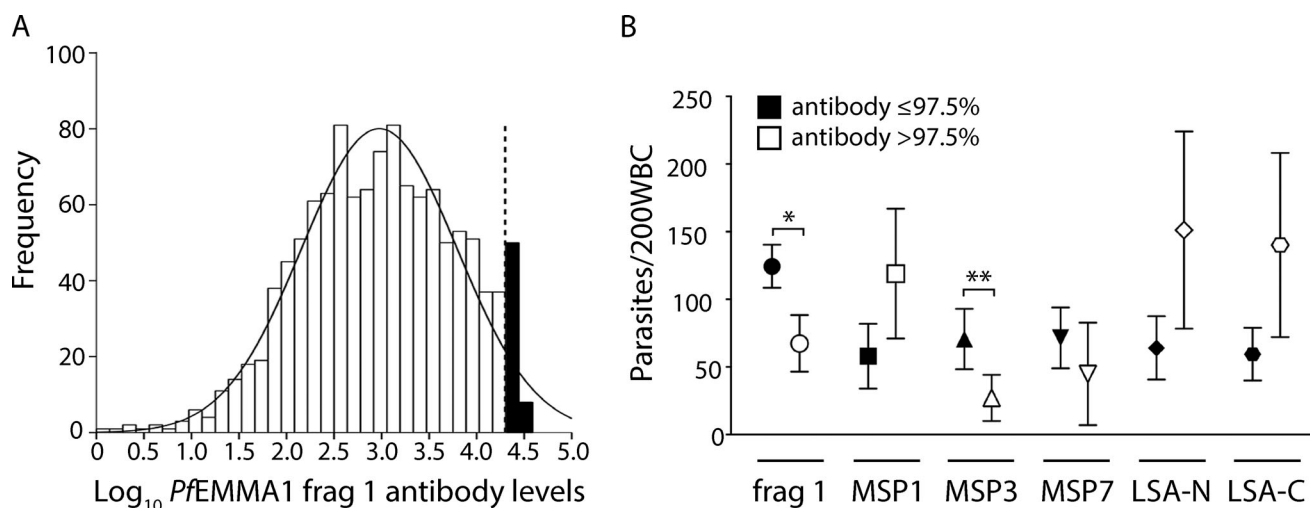 A
100
80
60
40
20
0
Frequency
0 0.5 1.0 1.5 2.0 2.5 3.0 3.5 4.0 4.5 5.0
Log10 PfEMMA1 frag 1 antibody levels
B
250
200
150
100
50
0
Parasites/200WBC
antibody ≤97.5%
antibody >97.5%
*
**
frag 1 MSP1 MSP3 MSP7 LSA-N LSA-C